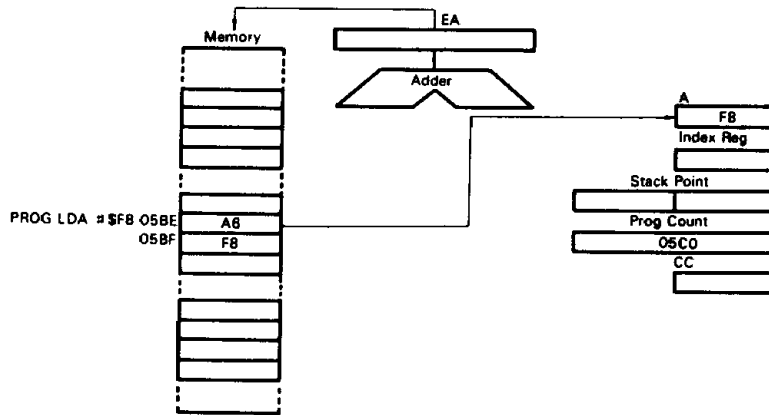 EA
Memory
Adder
A
F8
Index Reg
Stack Point
PROG LDA #$F8 05BE
A6
Prog Count
05BF
F8
05C0
CC